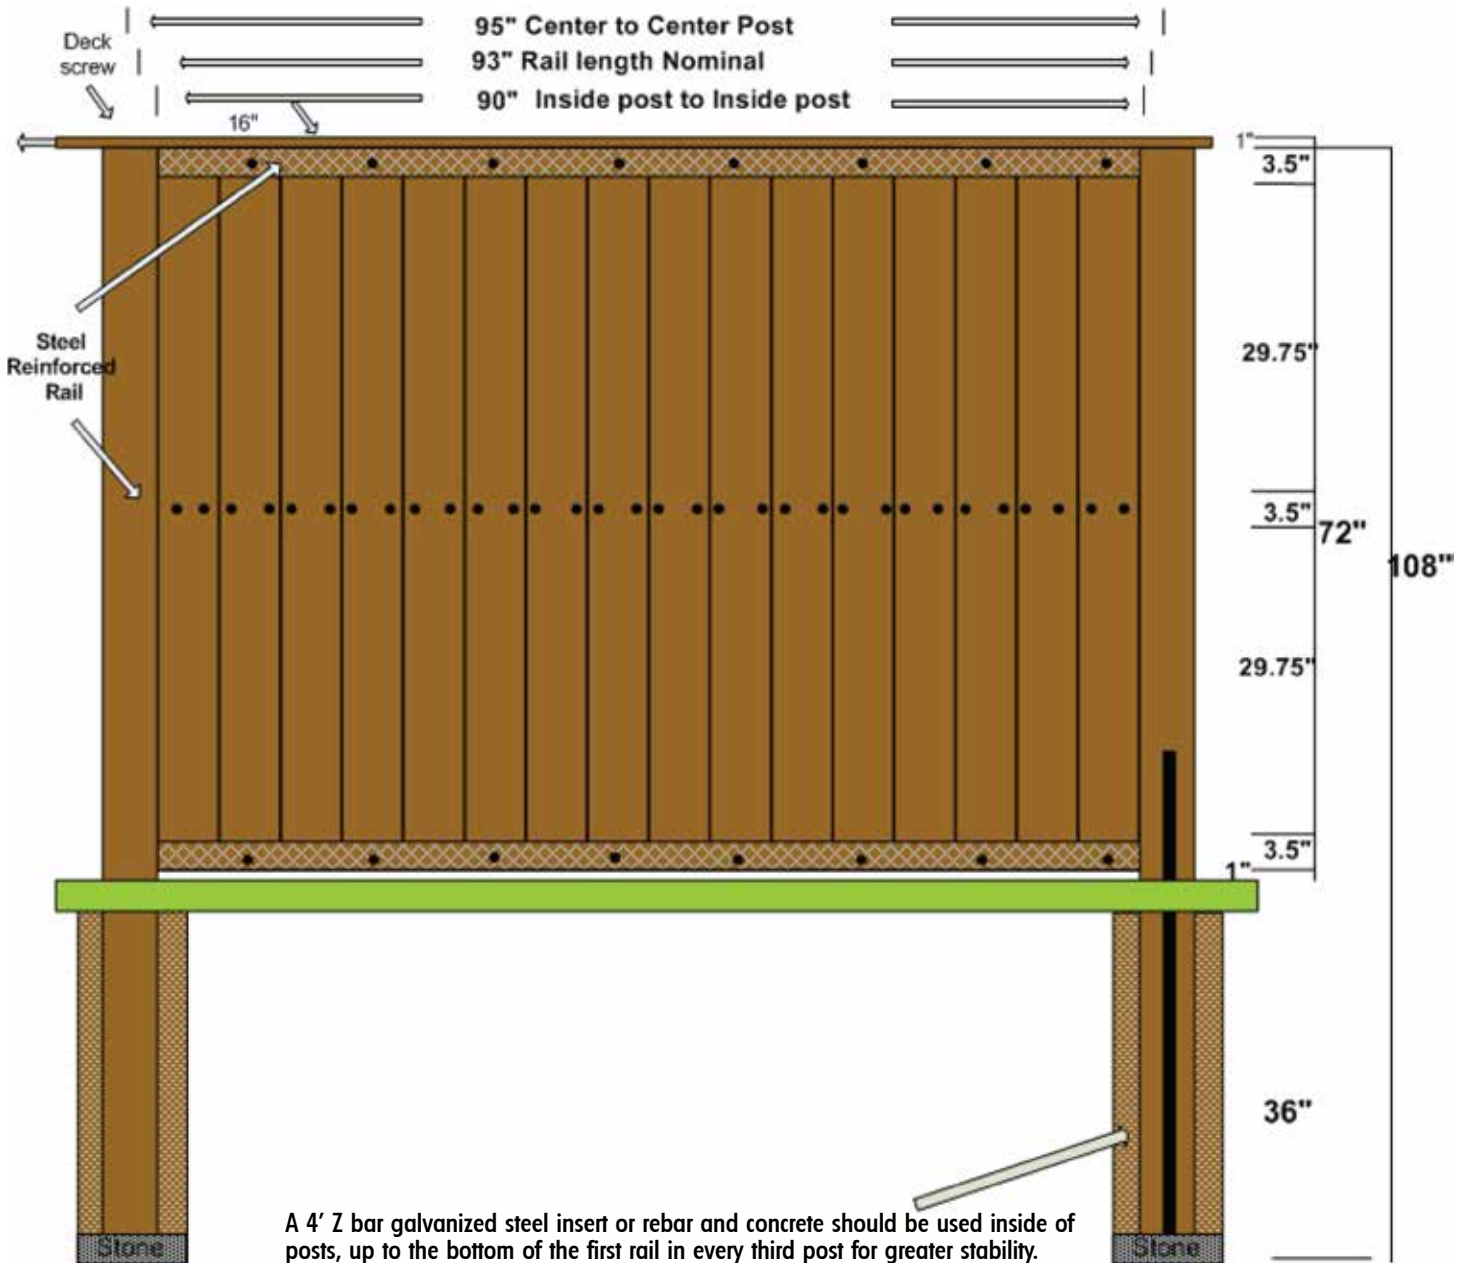 95" Center to Center Post
Deck
screw
93" Rail length Nominal
90" Inside post to Inside post
16"
1"
3.5"
29.75"
Steel
Reinforced
Rail
3.5"
72"
108"
29.75"
3.5"
1"
36"
A 4' Z bar galvanized steel insert or rebar and concrete should be used inside of
posts, up to the bottom of the first rail in every third post for greater stability.
Stone
Stone